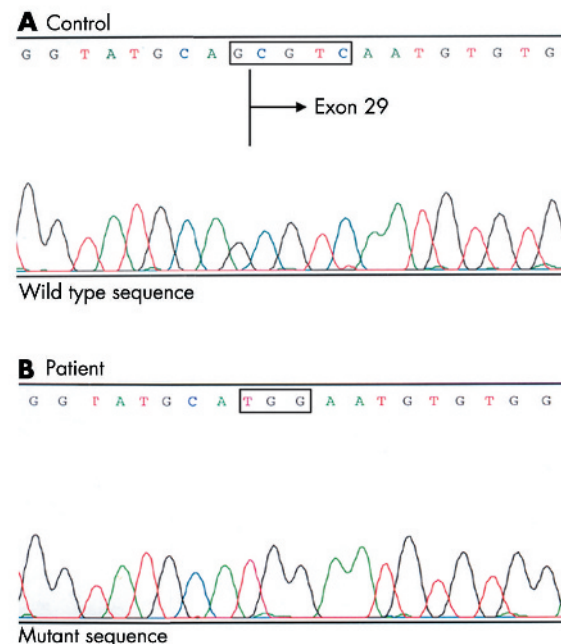 A Control
G G T A T G C A G C G T C A A T G T G T G
Exon 29
Wild type sequence
B Patient
G G T A T G C A T G G A A T G T G T G G
Mutant sequence